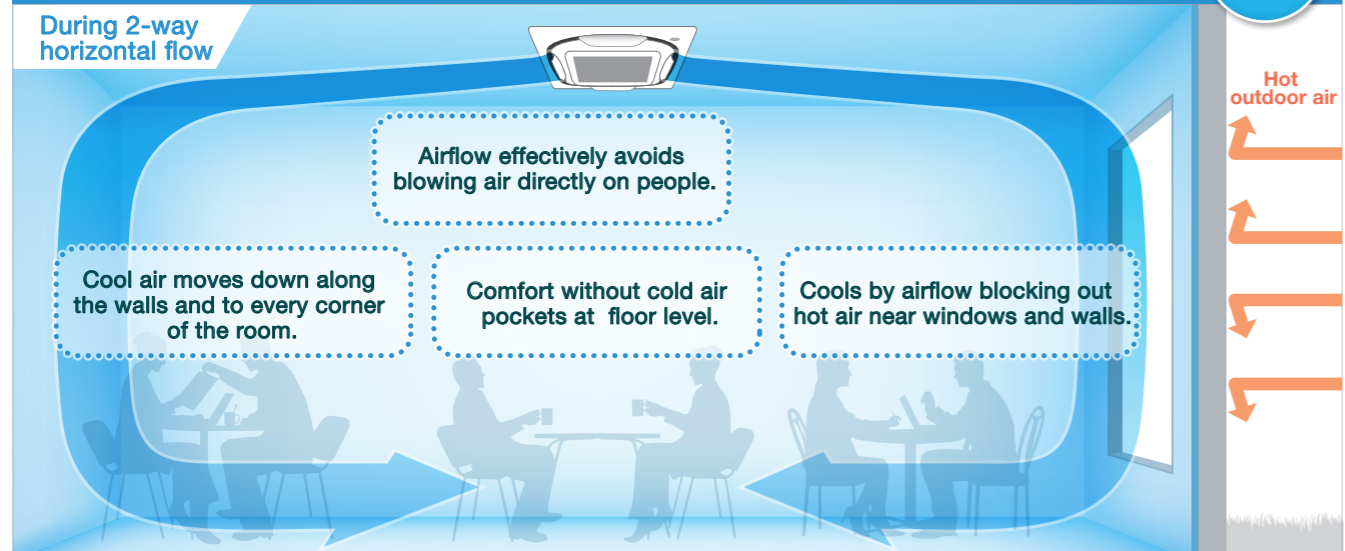 During 2-way
horizontal flow
Hot
outdoor air
Airflow effectively avoids
blowing air directly on people.
Cool air moves down along
the walls and to every corner
of the room.
Comfort without cold air
pockets at floor level.
Cools by airflow blocking out
hot air near windows and walls.